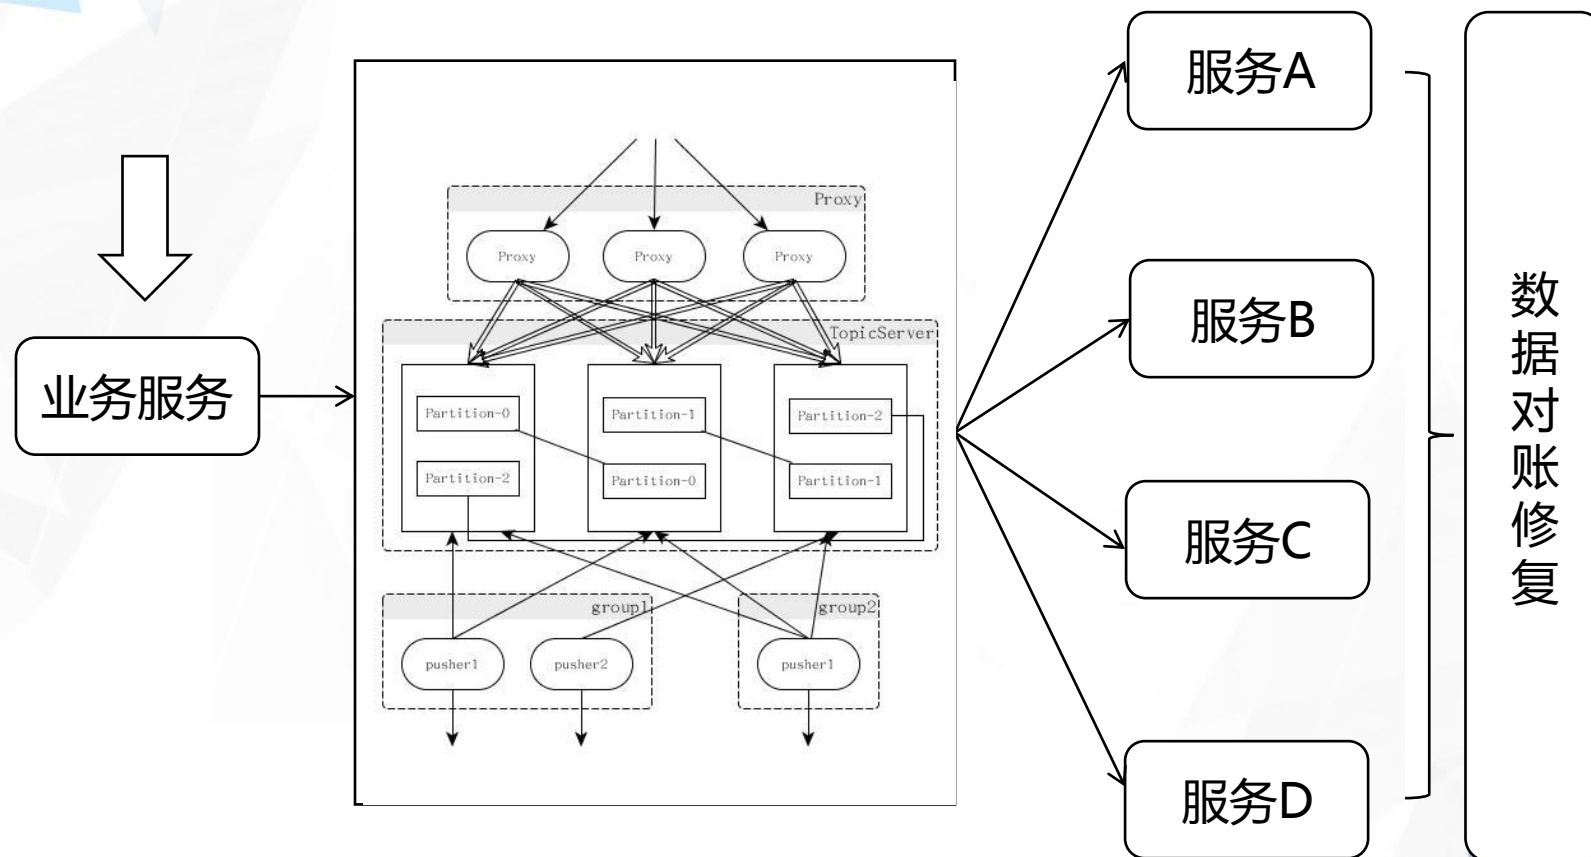 业务服务
Proxy
Proxy
Proxy
Proxy
TopicServer
Partition-0
Partition-1
Partition-2
Partition-2
Partition-0
Partition-1
group1
group2
pusher1
pusher2
pusher1
服务A
服务B
服务C
服务D
数据对账修复